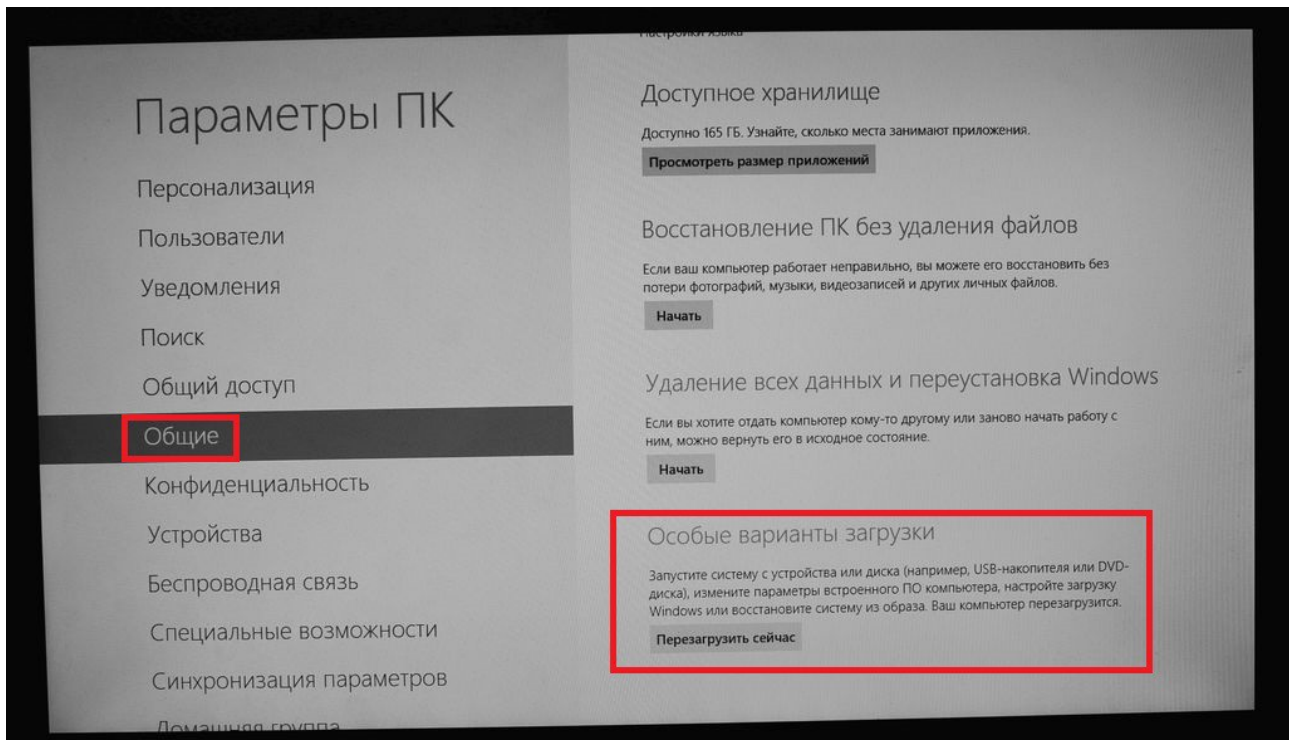 Параметры ПК
Персонализация
Пользователи
Уведомления
Поиск
Общий доступ
Общие
Конфиденциальность
Устройства
Беспроводная связь
Специальные возможности
Синхронизация параметров
Домашняя группа
Настройки языка
Доступное хранилище
Доступно 165 ГБ. Узнайте, сколько места занимают приложения.
Просмотреть размер приложений
Восстановление ПК без удаления файлов
Если ваш компьютер работает неправильно, вы можете его восстановить без
потери фотографий, музыки, видеозаписей и других личных файлов.
Начать
Удаление всех данных и переустановка Windows
Если вы хотите отдать компьютер кому-то другому или заново начать работу с
ним, можно вернуть его в исходное состояние.
Начать
Особые варианты загрузки
Запустите систему с устройства или диска (например, USB-накопителя или DVD-
диска), измените параметры встроенного ПО компьютера, настройте загрузку
Windows или восстановите систему из образа. Ваш компьютер перезагрузится.
Перезагрузить сейчас